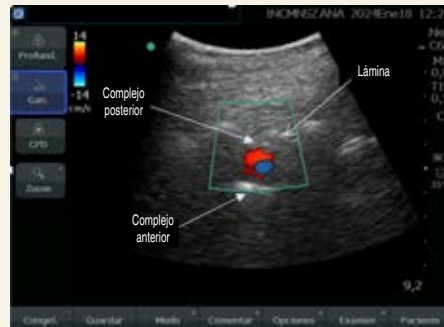 INCMNSZANA 2024Ene18 12:2
14
Profund.
Gan.
-14
cm/s
CPD
Zoom
Lámina
Complejo
posterior
Complejo
anterior
9,2
Congel.
Guardar
Modo
Comentar
Opciones
Examen
Paciente